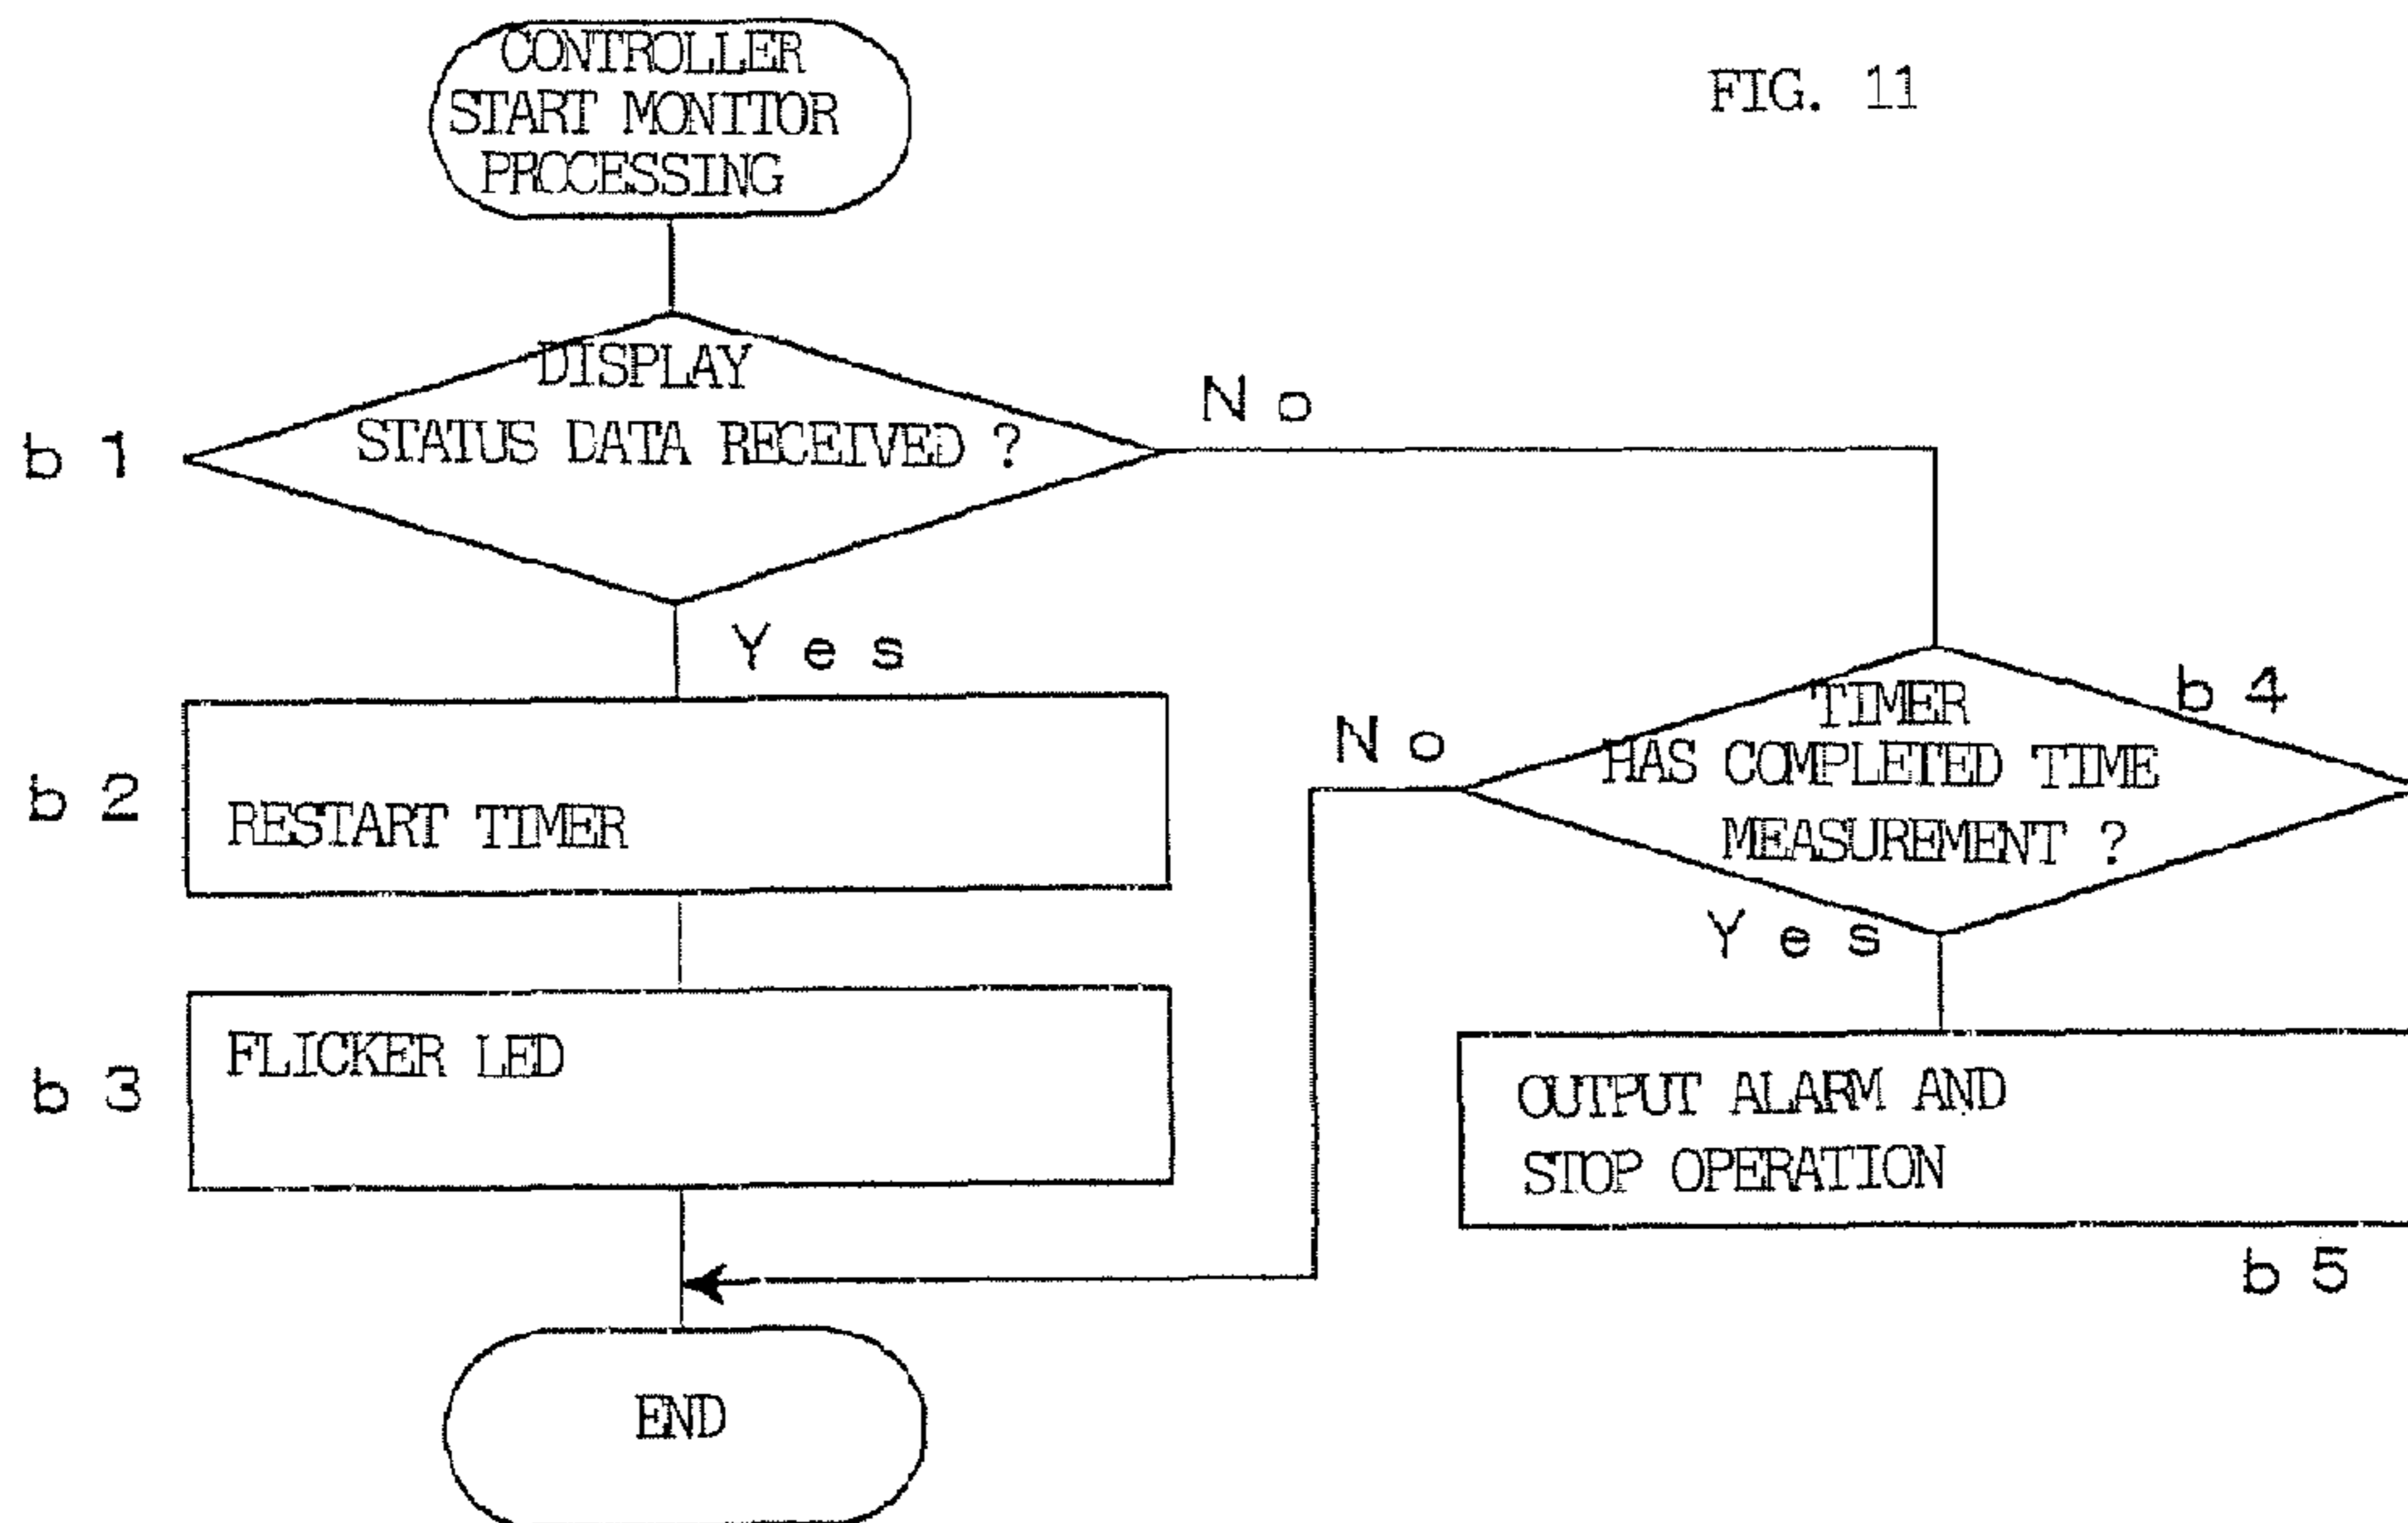 FIG. 11
CONTROLLER
START MONITOR
PROCESSING
DISPLAY
STATUS DATA RECEIVED ?
b 1
No
Yes
b 2
RESTART TIMER
b 3
FLICKER LED
END
TIMER
HAS COMPLETED TIME
MEASUREMENT ?
b 4
No
Yes
OUTPUT ALARM AND
STOP OPERATION
b 5